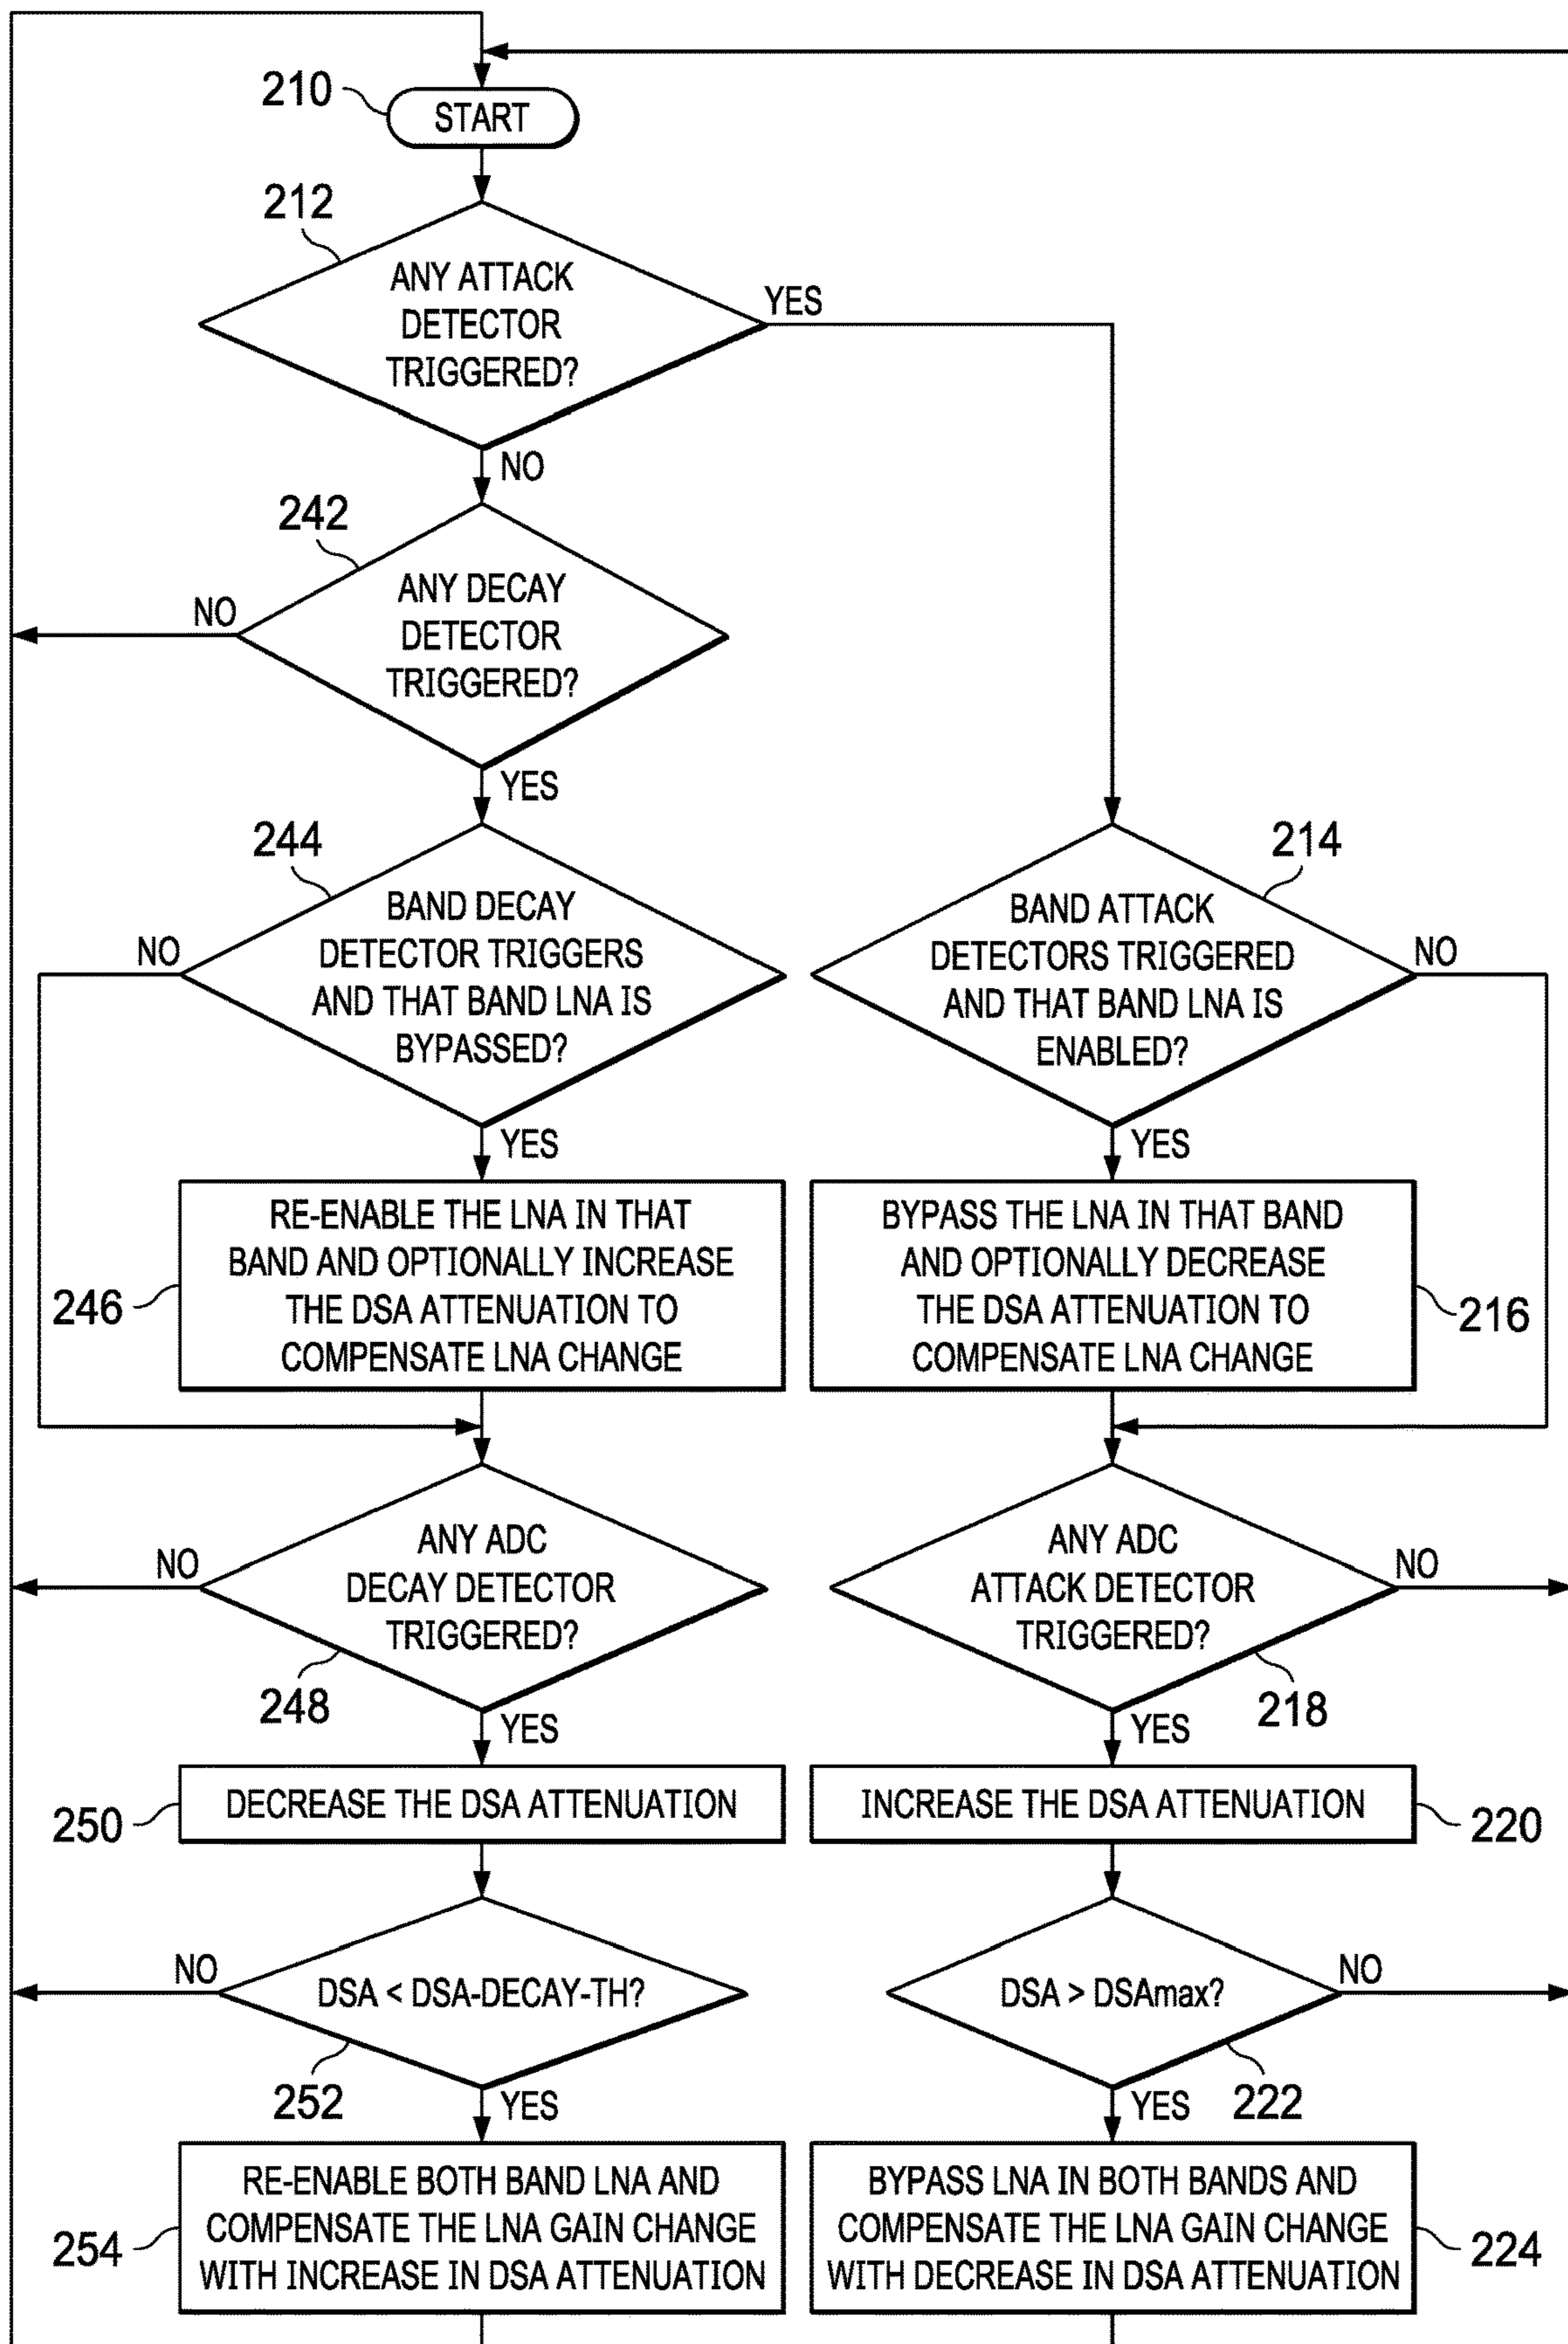 210
START
212
ANY ATTACK
DETECTOR
TRIGGERED?
YES
NO
242
ANY DECAY
DETECTOR
TRIGGERED?
NO
YES
244
BAND DECAY
DETECTOR TRIGGERS
AND THAT BAND LNA IS
BYPASSED?
NO
YES
214
BAND ATTACK
DETECTORS TRIGGERED
AND THAT BAND LNA IS
ENABLED?
NO
YES
RE-ENABLE THE LNA IN THAT
BAND AND OPTIONALLY INCREASE
THE DSA ATTENUATION TO
COMPENSATE LNA CHANGE
246
BYPASS THE LNA IN THAT BAND
AND OPTIONALLY DECREASE
THE DSA ATTENUATION TO
COMPENSATE LNA CHANGE
216
ANY ADC
DECAY DETECTOR
TRIGGERED?
NO
248
YES
ANY ADC
ATTACK DETECTOR
TRIGGERED?
NO
218
YES
DECREASE THE DSA ATTENUATION
250
INCREASE THE DSA ATTENUATION
220
DSA < DSA-DECAY-TH?
NO
252
YES
DSA > DSAmax?
NO
222
YES
RE-ENABLE BOTH BAND LNA AND
COMPENSATE THE LNA GAIN CHANGE
WITH INCREASE IN DSA ATTENUATION
254
BYPASS LNA IN BOTH BANDS AND
COMPENSATE THE LNA GAIN CHANGE
WITH DECREASE IN DSA ATTENUATION
224